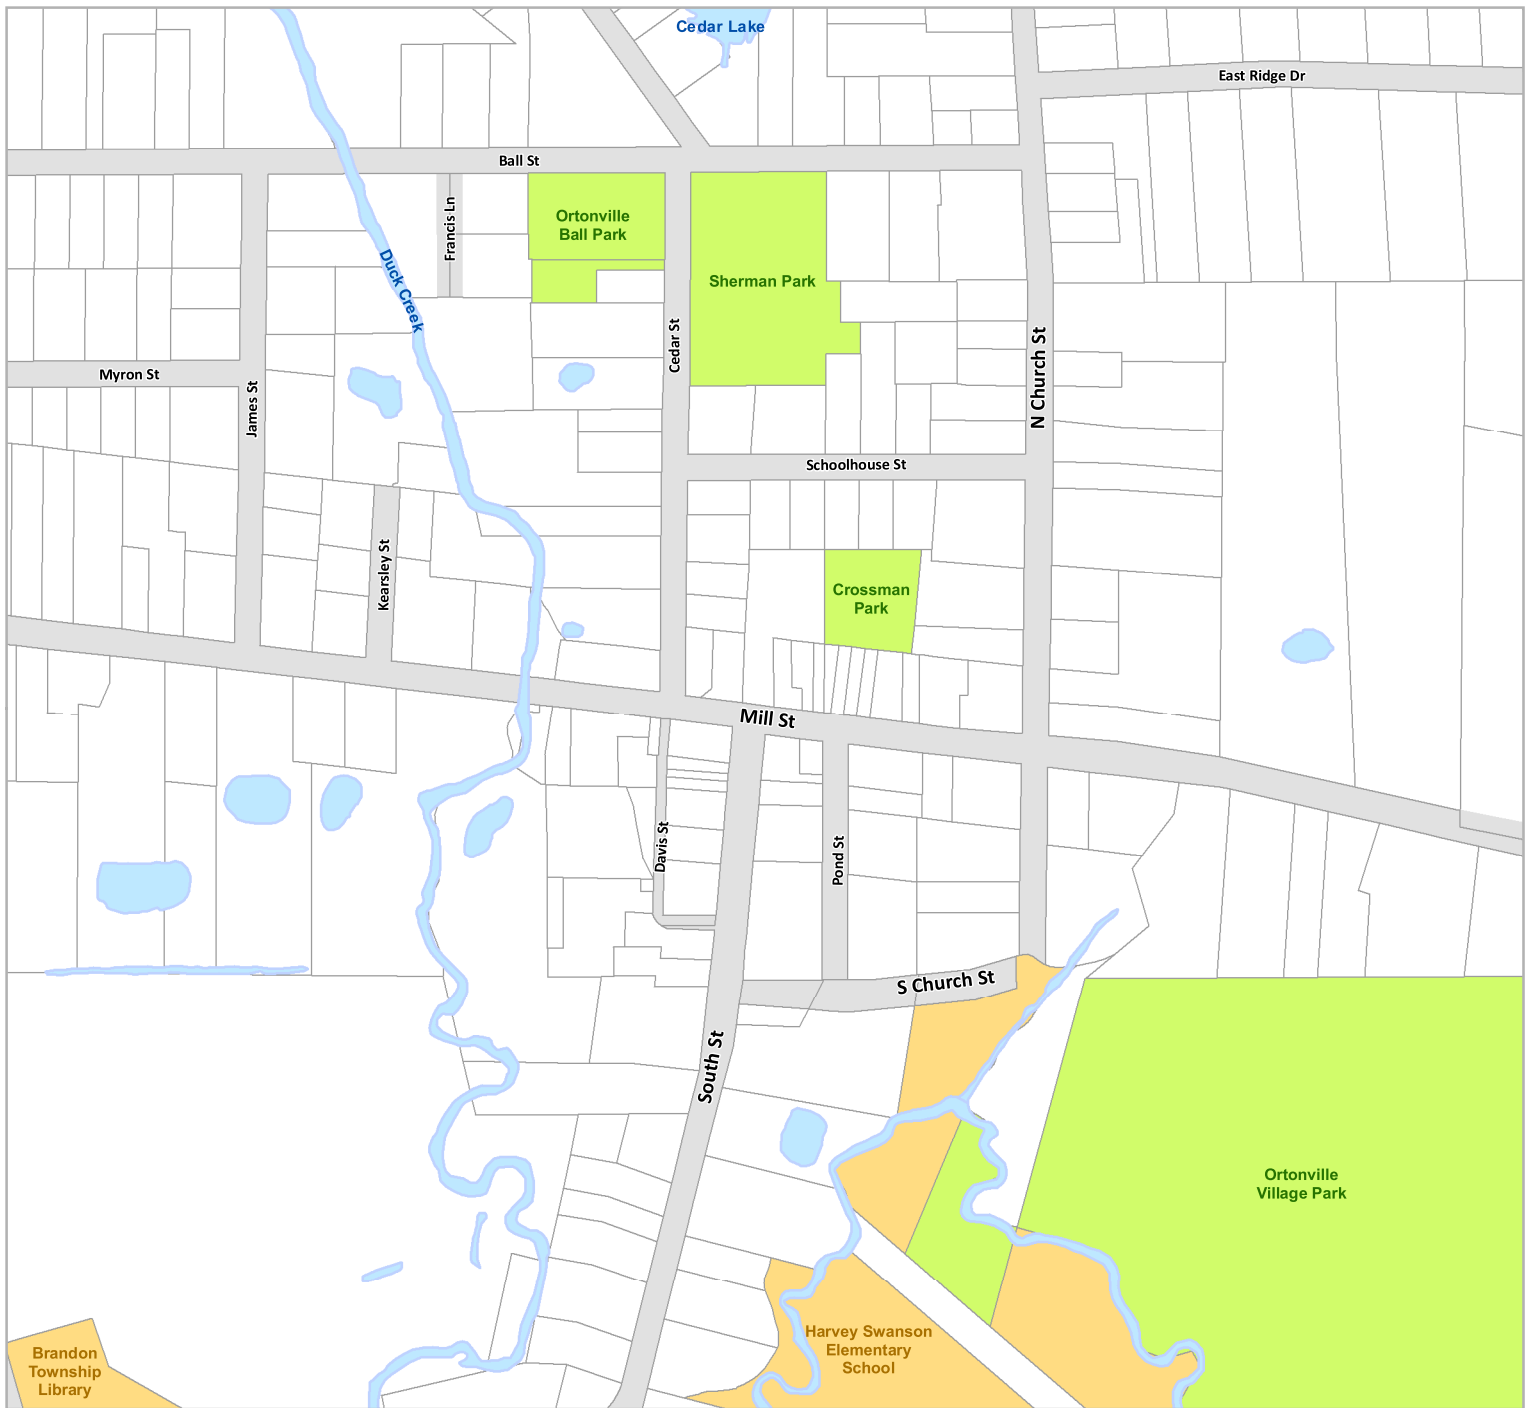 Cedar Lake
East Ridge Dr
Ball St
Francis Ln
Ortonville
Ball Park
Duck Creek
Sherman Park
Cedar St
Myron St
James St
N Church St
Schoolhouse St
Kearsley St
Crossman
Park
Mill St
Davis St
Pond St
S Church St
South St
Ortonville
Village Park
Harvey Swanson
Elementary
School
Brandon
Township
Library